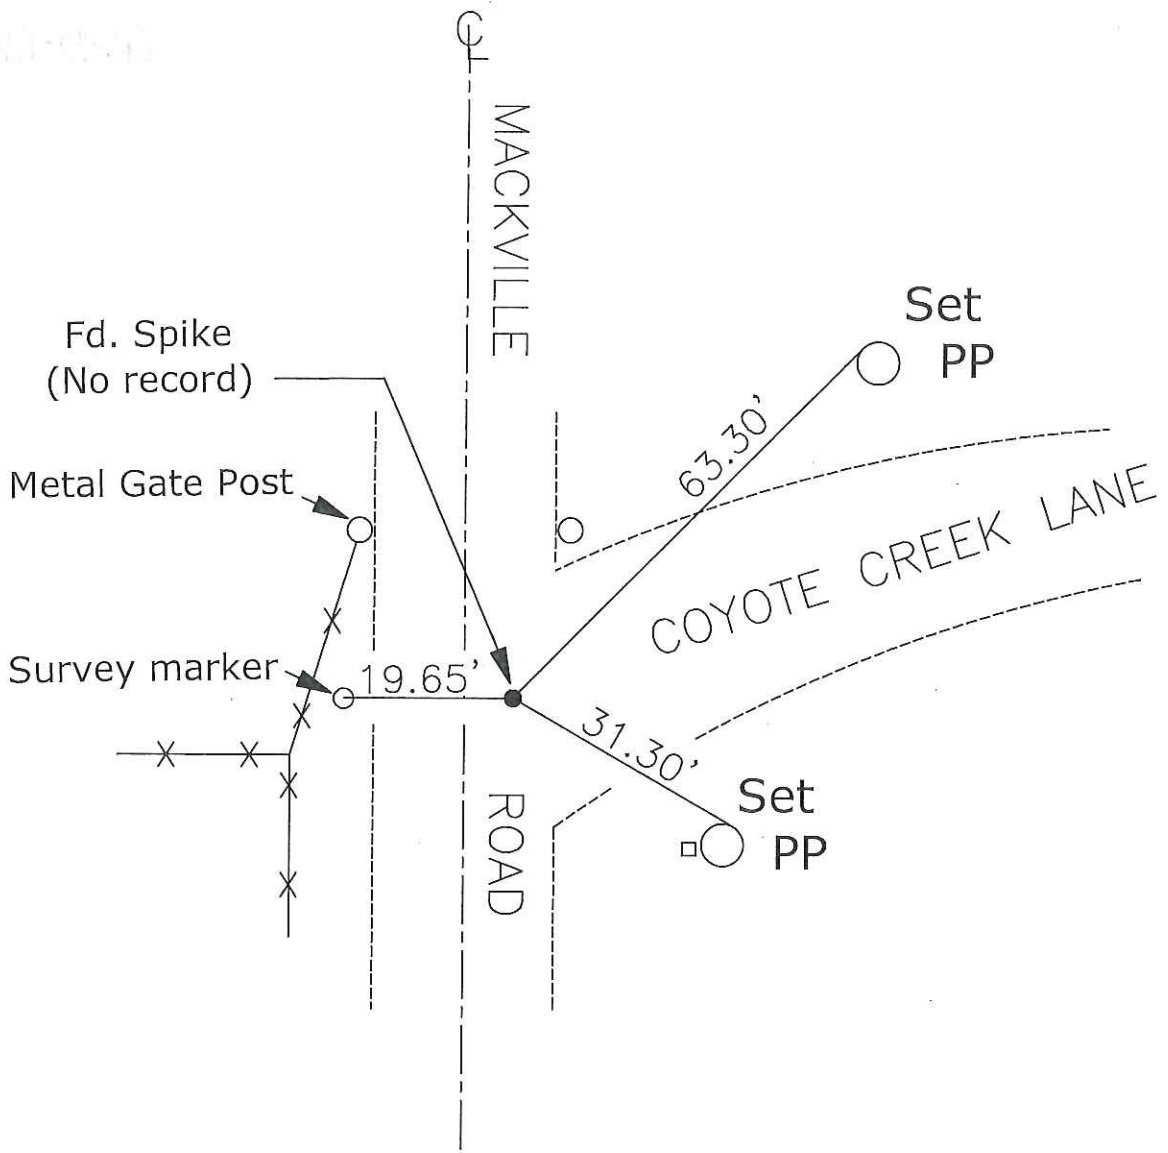 ℄
MACKVILLE
Set
PP
Fd. Spike
(No record)
63.30'
Metal Gate Post
COYOTE CREEK LANE
Survey marker
19.65'
31.30'
Set
PP
ROAD